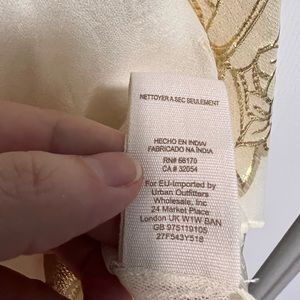 NETTOYER A SEC SEULEMENT
HECHO EN INDIA/
FABRICADO NA ÍNDIA
RN# 66170
CA # 32054
For EU-Imported by
Urban Outfitters
Wholesale, Inc
24 Market Place
London UK W1W 8AN
GB 975119105
27F543Y518